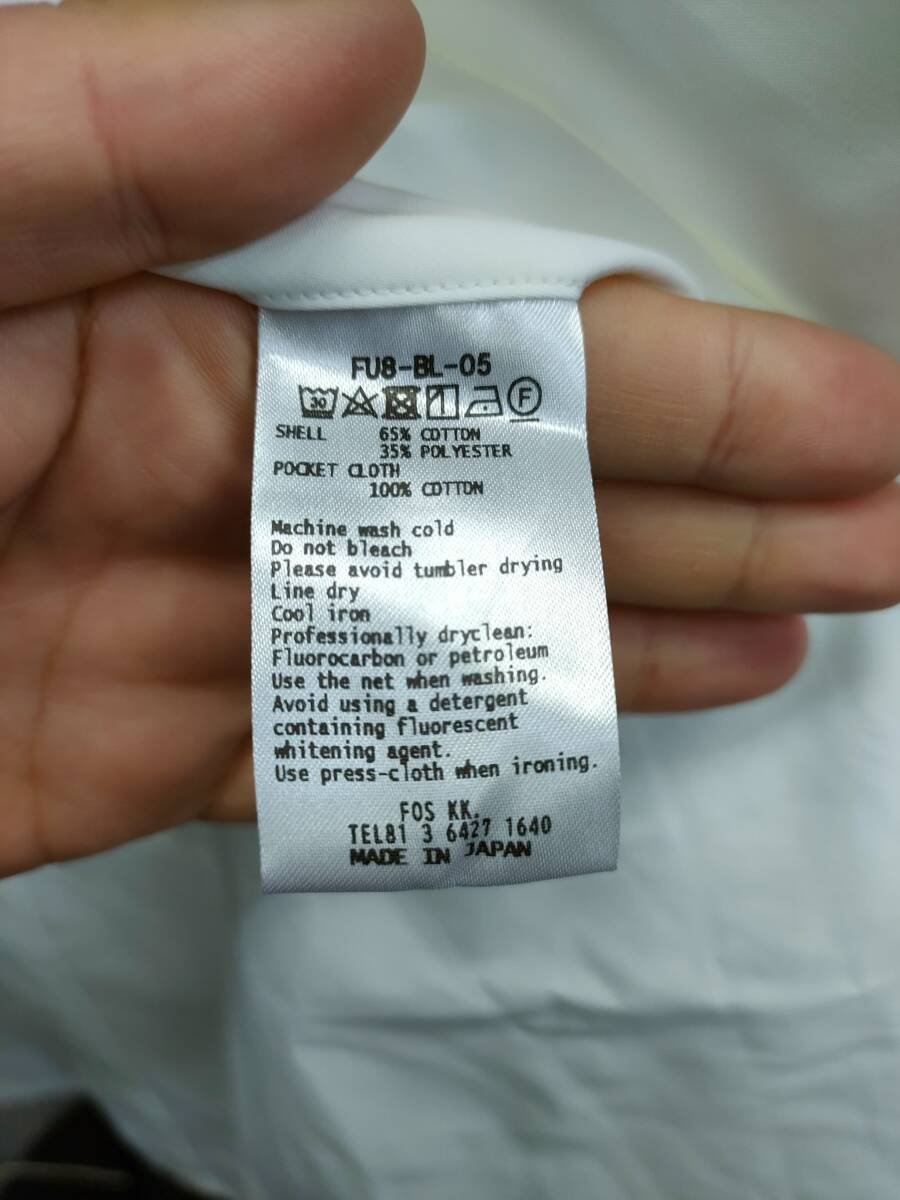 FU8-BL-05
30 F
SHELL 65% COTTON
35% POLYESTER
POCKET CLOTH
100% COTTON
Machine wash cold
Do not bleach
Please avoid tumbler drying
Line dry
Cool iron
Professionally dryclean:
Fluorocarbon or petroleum
Use the net when washing.
Avoid using a detergent
containing fluorescent
whitening agent.
Use press-cloth when ironing.
FOS KK.
TEL81 3 6427 1640
MADE IN JAPAN